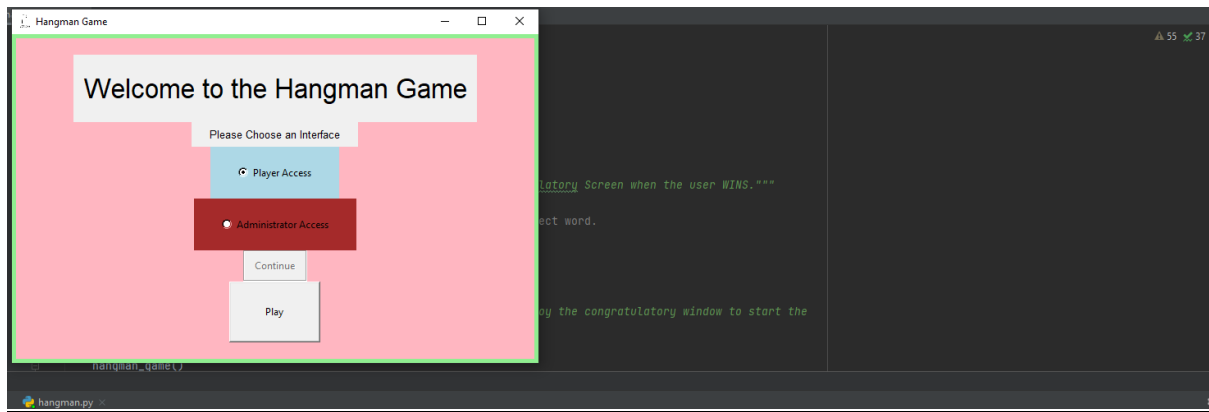 Hangman Game
55 37
Welcome to the Hangman Game
Please Choose an Interface
Player Access
Screen when the user WINS."""
Administrator Access
ect word.
Continue
Play
the congratulatory window to start the
hangman_game()
hangman.py